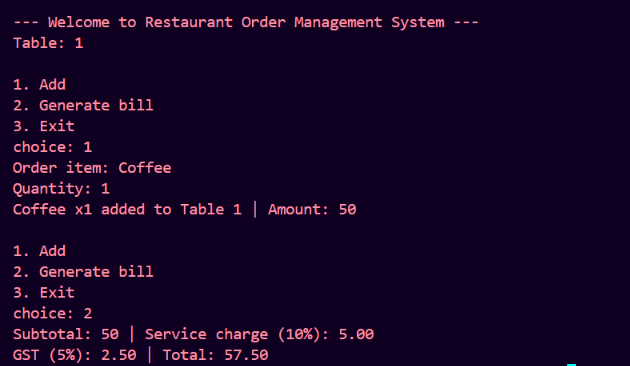 --- Welcome to Restaurant Order Management System ---
Table: 1
1. Add
2. Generate bill
3. Exit
choice: 1
Order item: Coffee
Quantity: 1
Coffee x1 added to Table 1 | Amount: 50
1. Add
2. Generate bill
3. Exit
choice: 2
Subtotal: 50 | Service charge (10%): 5.00
GST (5%): 2.50 | Total: 57.50